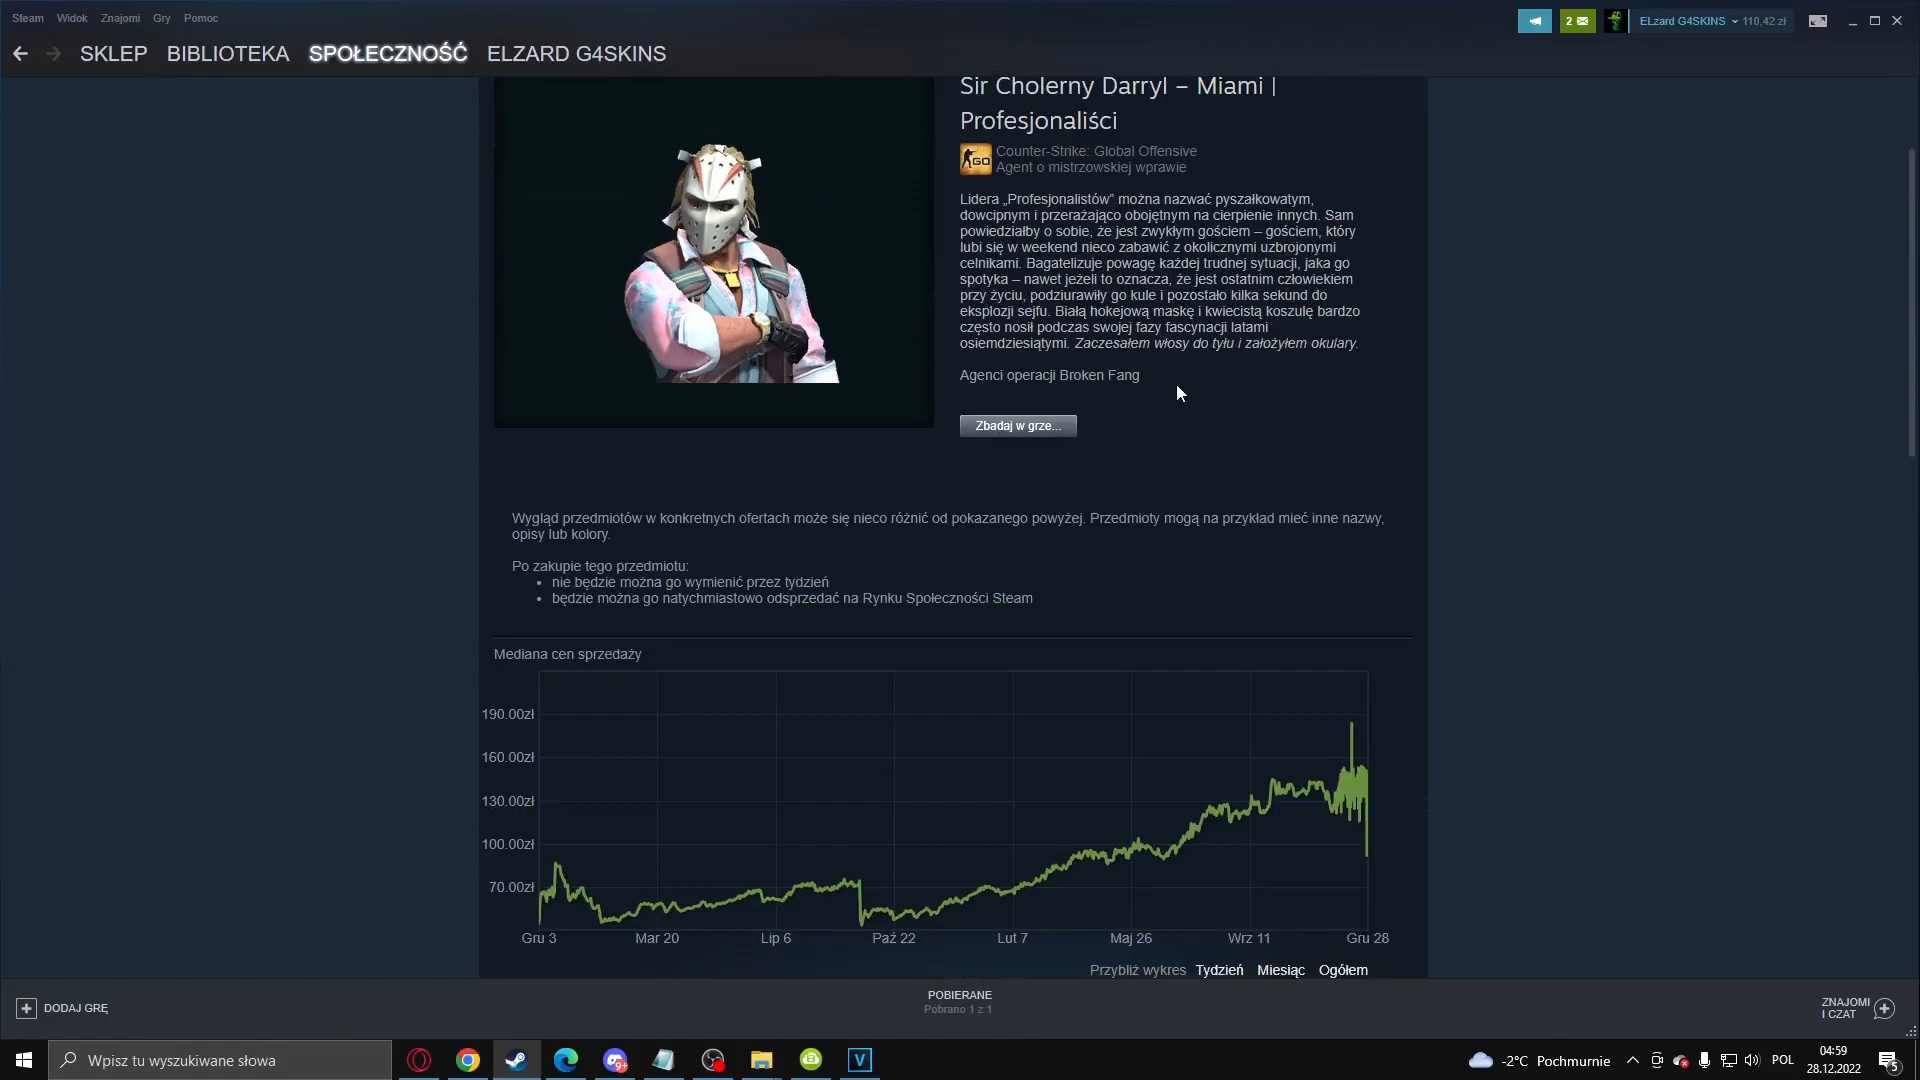 Steam Widok Znajomi Gry Pomoc
2 ELzard G4SKINS 110,42 zł
SKLEP BIBLIOTEKA SPOŁECZNOŚĆ ELZARD G4SKINS
Sir Cholerny Darryl – Miami |
Profesjonaliści
GO
Counter-Strike: Global Offensive
Agent o mistrzowskiej wprawie
Lidera „Profesjonalistów” można nazwać pyszałkowatym,
dowcipnym i przerażająco obojętnym na cierpienie innych. Sam
powiedziałby o sobie, że jest zwykłym gościem – gościem, który
lubi się w weekend nieco zabawić z okolicznymi uzbrojonymi
celnikami. Bagatelizuje powagę każdej trudnej sytuacji, jaka go
spotyka – nawet jeżeli to oznacza, że jest ostatnim człowiekiem
przy życiu, podziurawiły go kule i pozostało kilka sekund do
eksplozji sejfu. Białą hokejową maskę i kwiecistą koszulę bardzo
często nosił podczas swojej fazy fascynacji latami
osiemdziesiątymi. Zaczesałem włosy do tyłu i założyłem okulary.
Agenci operacji Broken Fang
Zbadaj w grze...
Wygląd przedmiotów w konkretnych ofertach może się nieco różnić od pokazanego powyżej. Przedmioty mogą na przykład mieć inne nazwy,
opisy lub kolory.
Po zakupie tego przedmiotu:
• nie będzie można go wymienić przez tydzień
• będzie można go natychmiastowo odsprzedać na Rynku Społeczności Steam
Mediana cen sprzedaży
190.00zł
160.00zł
130.00zł
100.00zł
70.00zł
Gru 3 Mar 20 Lip 6 Paź 22 Lut 7 Maj 26 Wrz 11 Gru 28
Przybliż wykres Tydzień Miesiąc Ogółem
DODAJ GRĘ
POBIERANE
Pobrano 1 z 1
ZNAJOMI
I CZAT
Wpisz tu wyszukiwane słowa
9+
V
-2°C Pochmurnie
POL
04:59
28.12.2022
5